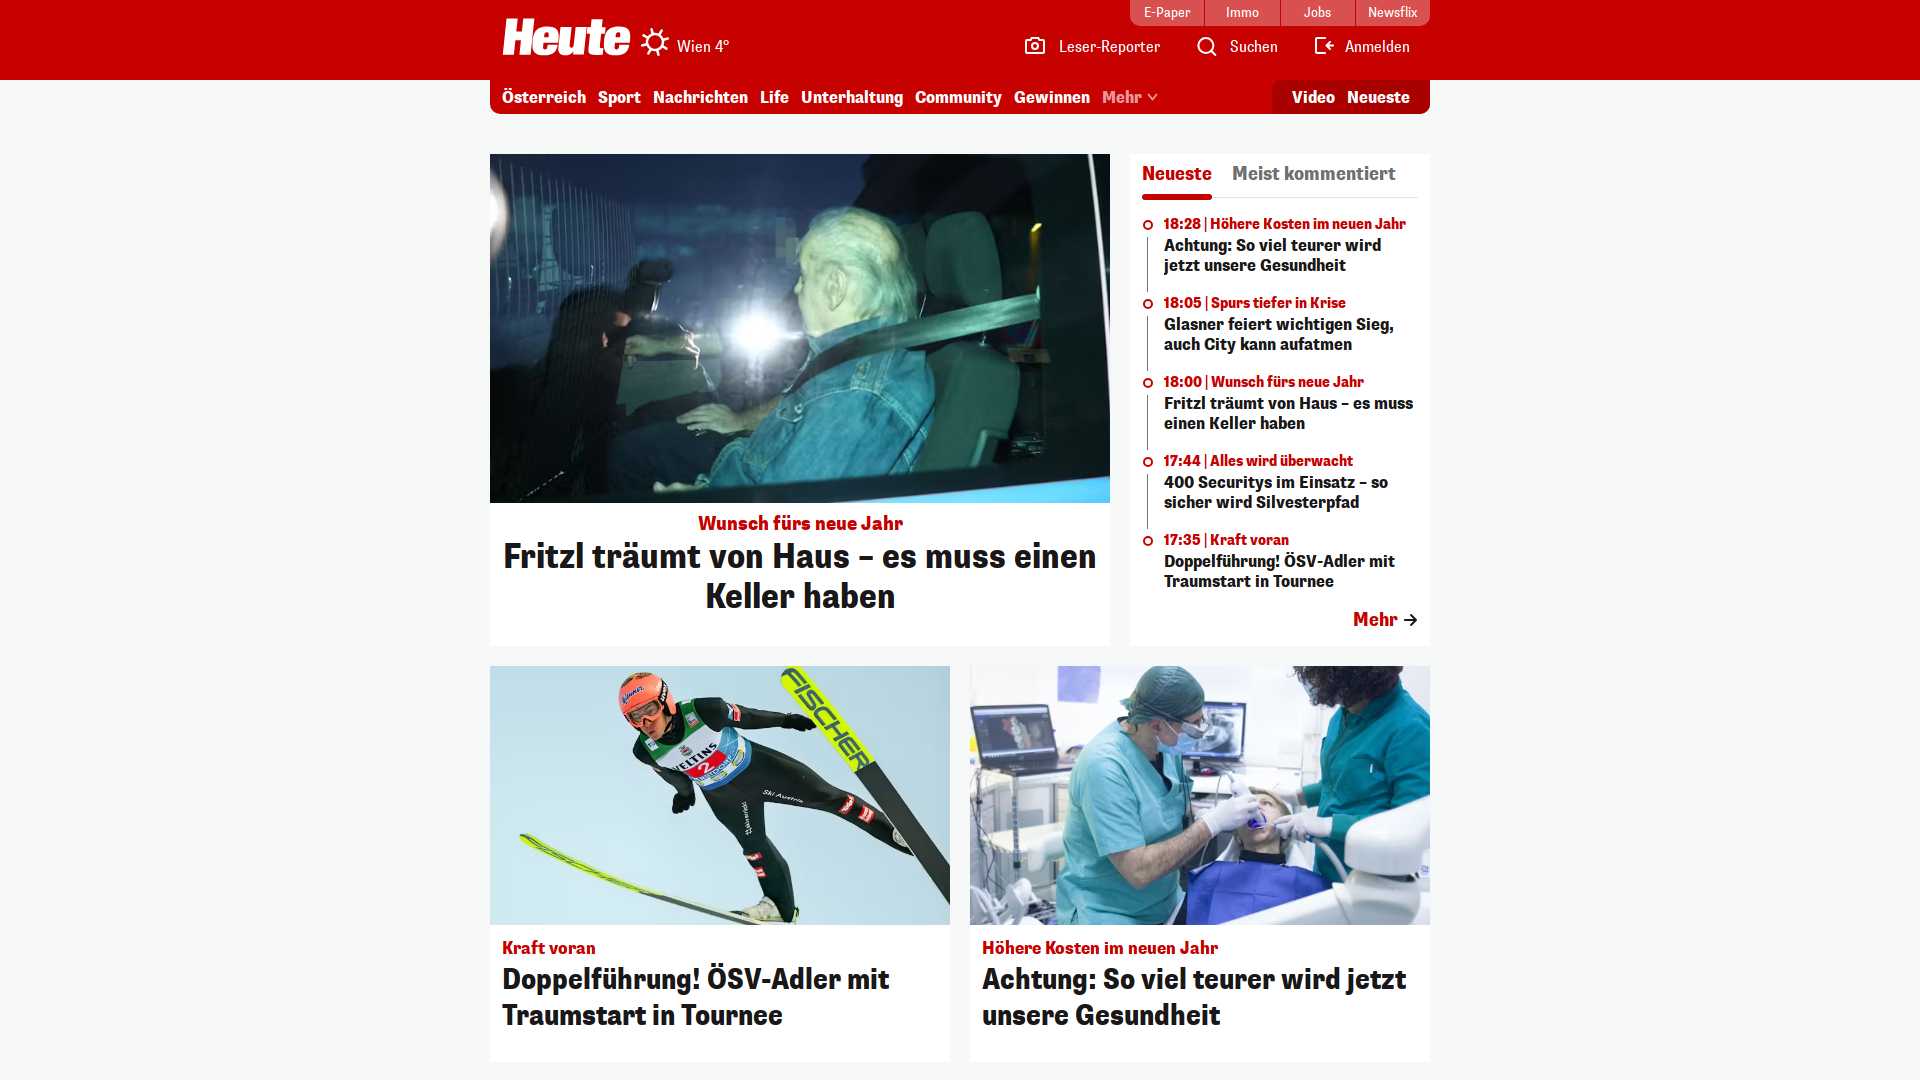 E-Paper
Immo
Jobs
Newsflix
Heute
Wien 4°
Leser-Reporter
Suchen
Anmelden
Österreich
Sport
Nachrichten
Life
Unterhaltung
Community
Gewinnen
Mehr
Video
Neueste
Wunsch fürs neue Jahr
Fritzl träumt von Haus – es muss einen
Keller haben
Neueste
Meist kommentiert
18:28 | Höhere Kosten im neuen Jahr
Achtung: So viel teurer wird
jetzt unsere Gesundheit
18:05 | Spurs tiefer in Krise
Glasner feiert wichtigen Sieg,
auch City kann aufatmen
18:00 | Wunsch fürs neue Jahr
Fritzl träumt von Haus – es muss
einen Keller haben
17:44 | Alles wird überwacht
400 Securitys im Einsatz – so
sicher wird Silvesterpfad
17:35 | Kraft voran
Doppelführung! ÖSV-Adler mit
Traumstart in Tournee
Mehr
FISCHER
VELTINS
2
Ski Austria
Kraft voran
Doppelführung! ÖSV-Adler mit
Traumstart in Tournee
Höhere Kosten im neuen Jahr
Achtung: So viel teurer wird jetzt
unsere Gesundheit